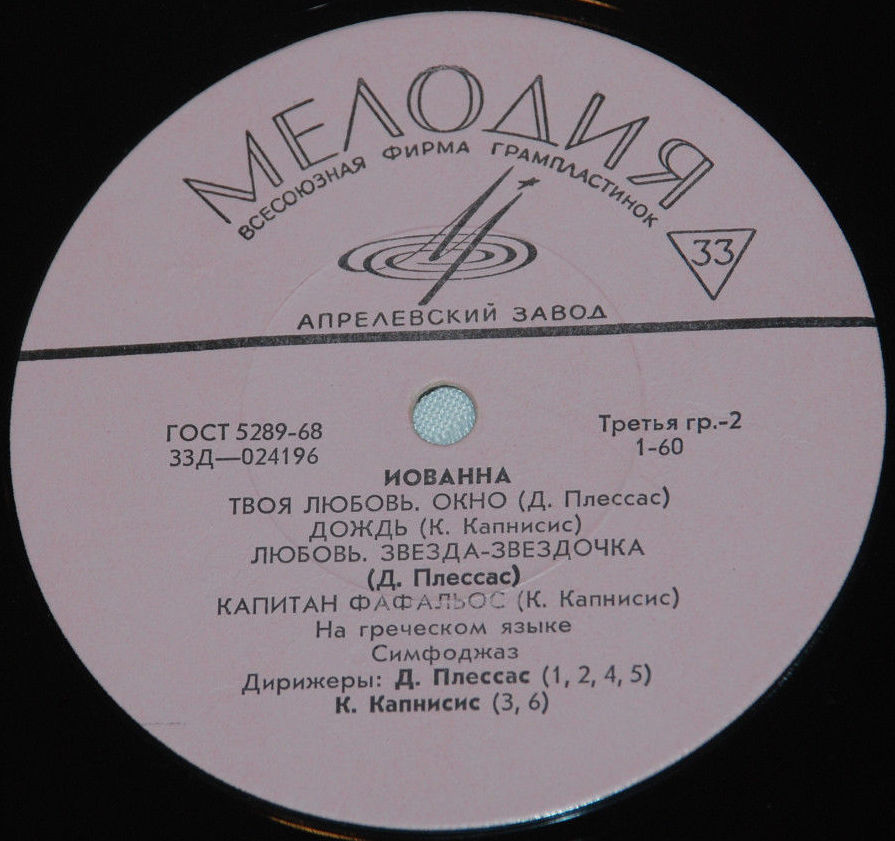 МЕЛОДИЯ
ВСЕСОЮЗНАЯ ФИРМА ГРАМПЛАСТИНОК
33
АПРЕЛЕВСКИЙ ЗАВОД
ГОСТ 5289-68
33Д—024196
Третья гр.-2
1-60
ИОВАННА
ТВОЯ ЛЮБОВЬ. ОКНО (Д. Плессас)
ДОЖДЬ (К. Капнисис)
ЛЮБОВЬ. ЗВЕЗДА-ЗВЕЗДОЧКА
(Д. Плессас)
КАПИТАН ФАФАЛЬОС (К. Капнисис)
На греческом языке
Симфоджаз
Дирижеры: Д. Плессас (1, 2, 4, 5)
К. Капнисис (3, 6)